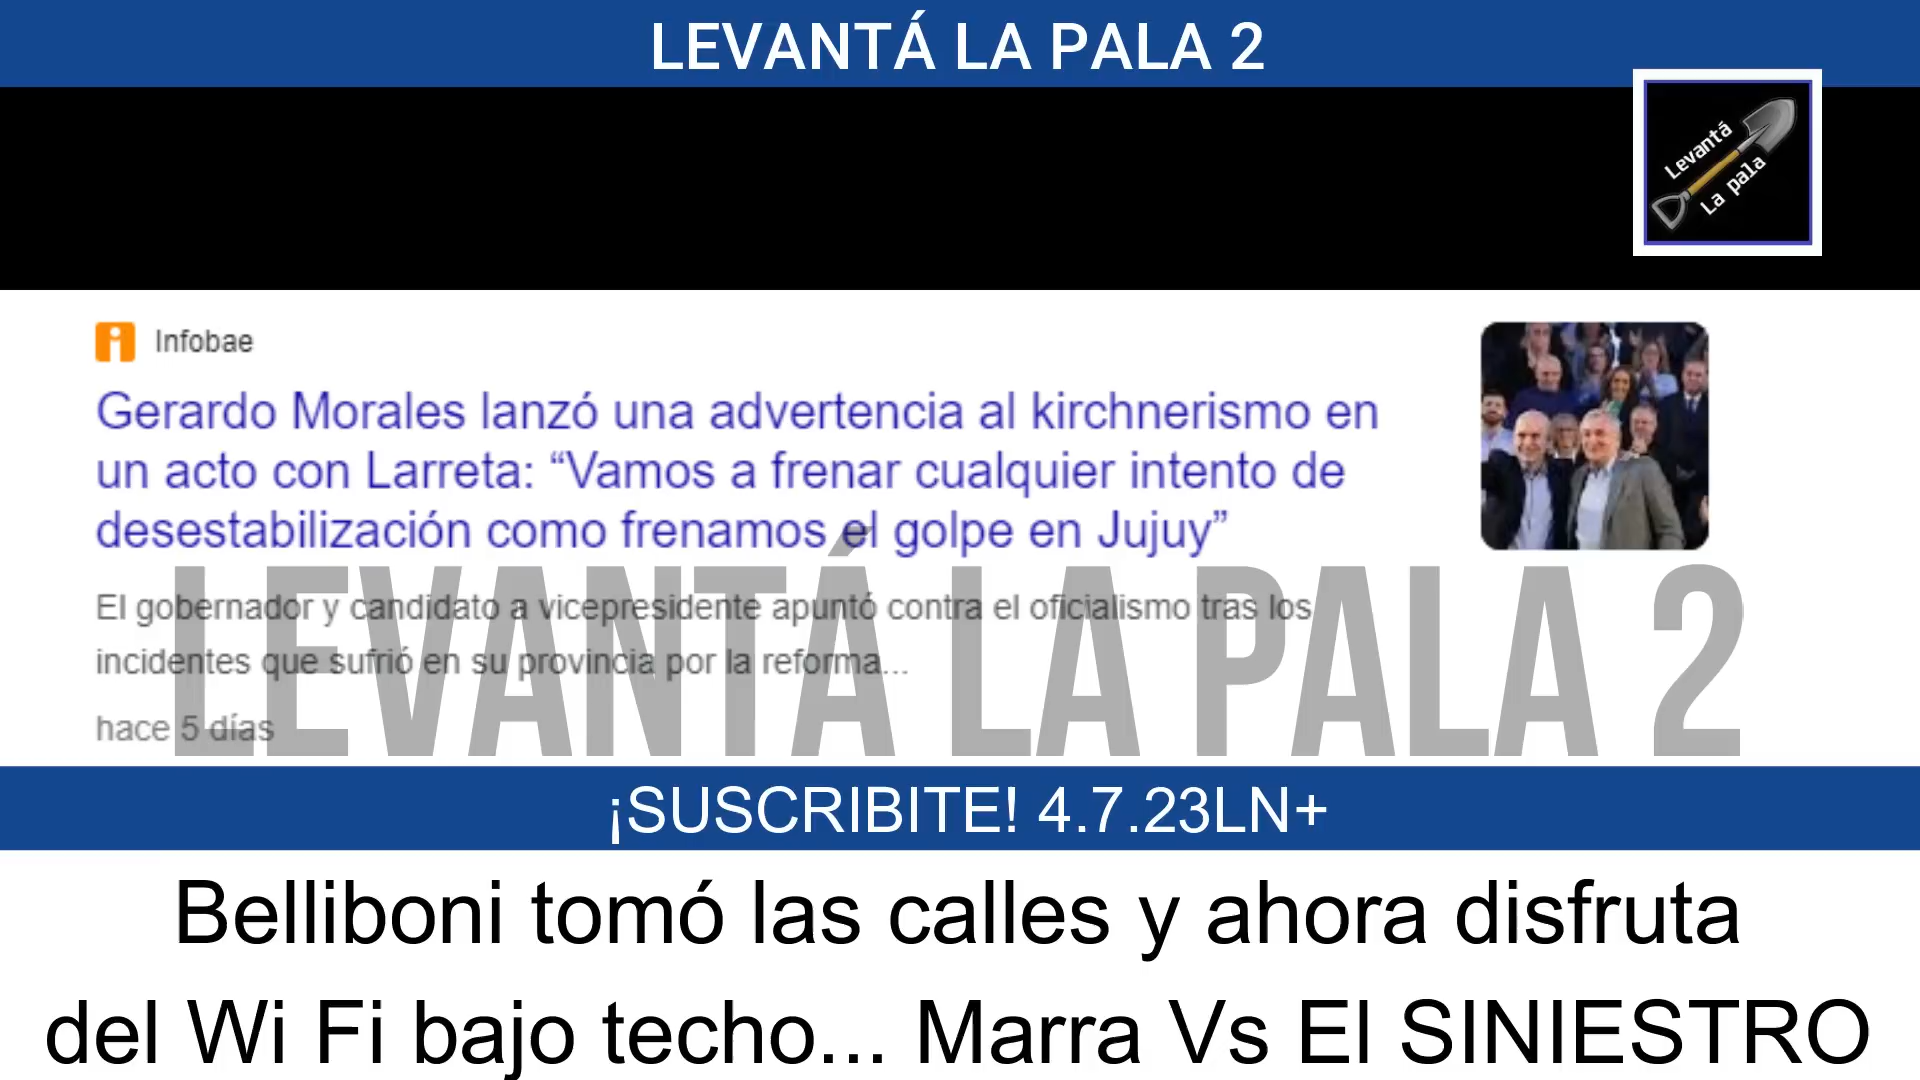 LEVANTÁ LA PALA 2
Levantá
La pala
Infobae
Gerardo Morales lanzó una advertencia al kirchnerismo en
un acto con Larreta: “Vamos a frenar cualquier intento de
desestabilización como frenamos el golpe en Jujuy”
El gobernador y candidato a vicepresidente apuntó contra el oficialismo tras los
incidentes que sufrió en su provincia por la reforma...
hace 5 días
LEVANTÁ LA PALA 2
¡SUSCRIBITE! 4.7.23LN+
Belliboni tomó las calles y ahora disfruta
del Wi Fi bajo techo... Marra Vs El SINIESTRO